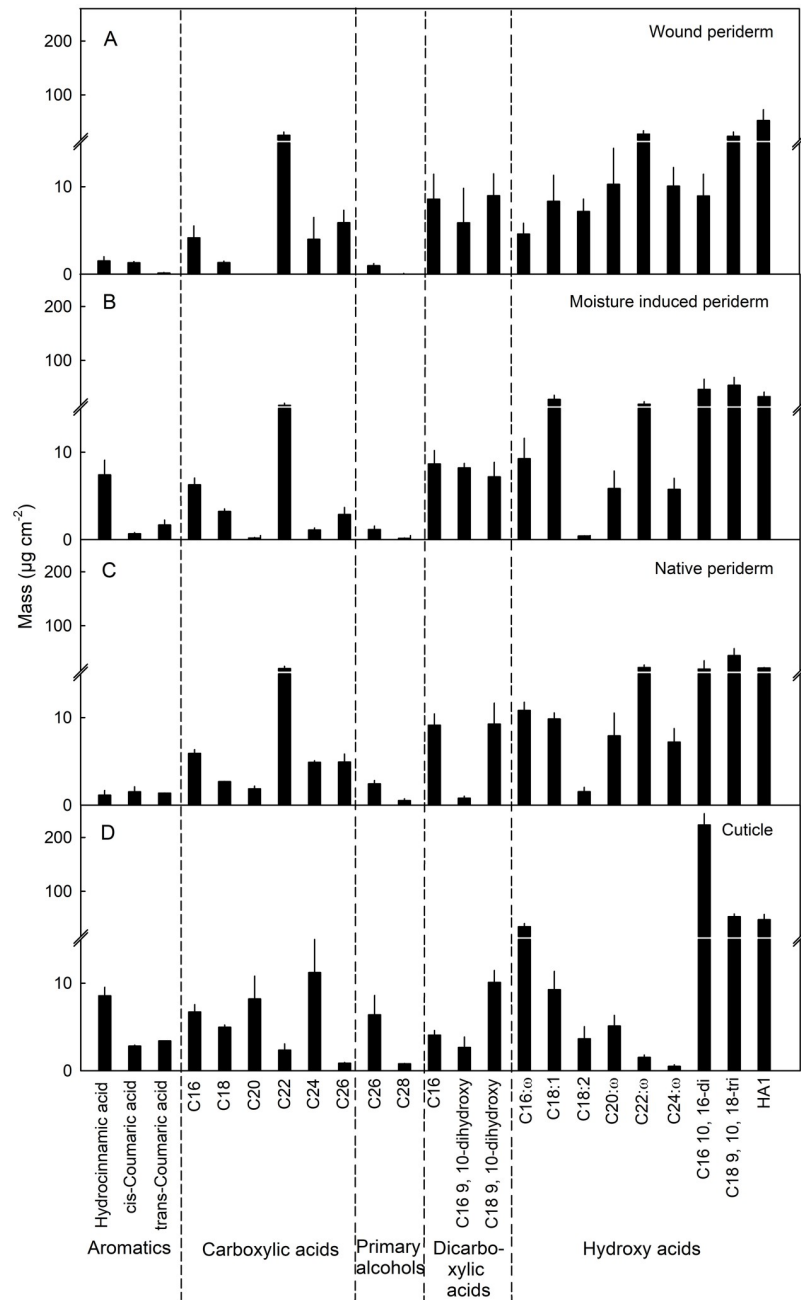 A
Wound periderm
200
100
10
0
B
Moisture induced periderm
200
100
10
0
C
Native periderm
200
100
10
0
D
Cuticle
200
100
10
0
Mass (µg cm⁻²)
Hydrocinnamic acid
cis-Coumaric acid
trans-Coumaric acid
C16
C18
C20
C22
C24
C26
C26
C28
C16
C16 9, 10-dihydroxy
C18 9, 10-dihydroxy
C16:ω
C18:1
C18:2
C20:ω
C22:ω
C24:ω
C16 10, 16-di
C18 9, 10, 18-tri
HA1
Aromatics
Carboxylic acids
Primary
alcohols
Dicarbo-
xylic
acids
Hydroxy acids